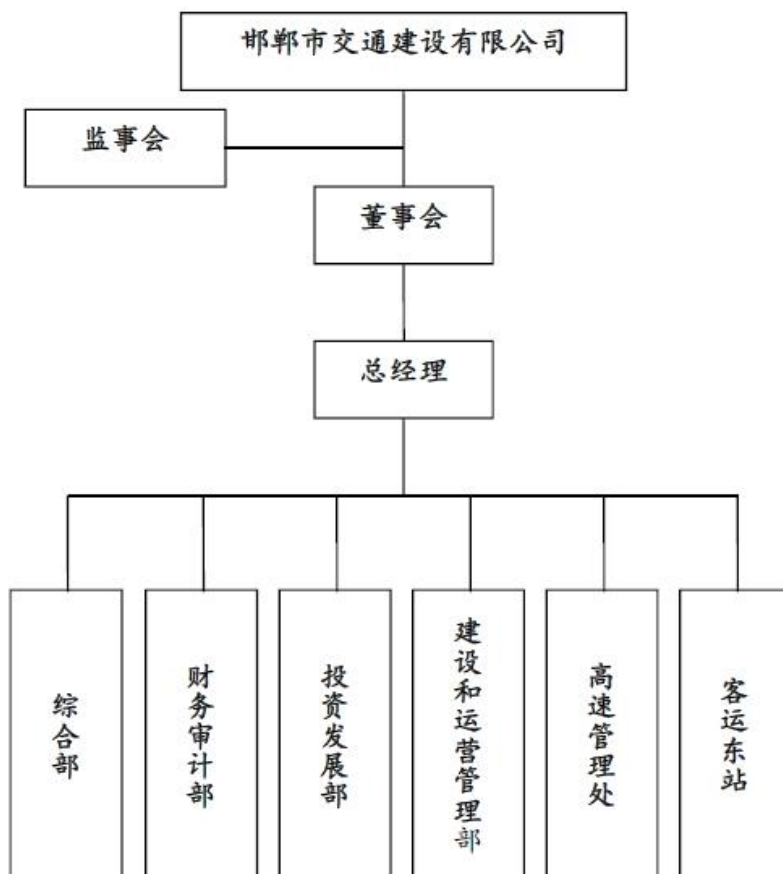 邯郸市交通建设有限公司
监事会
董事会
总经理
综合部
财务审计部
投资发展部
建设和运营管理部
高速管理处
客运东站